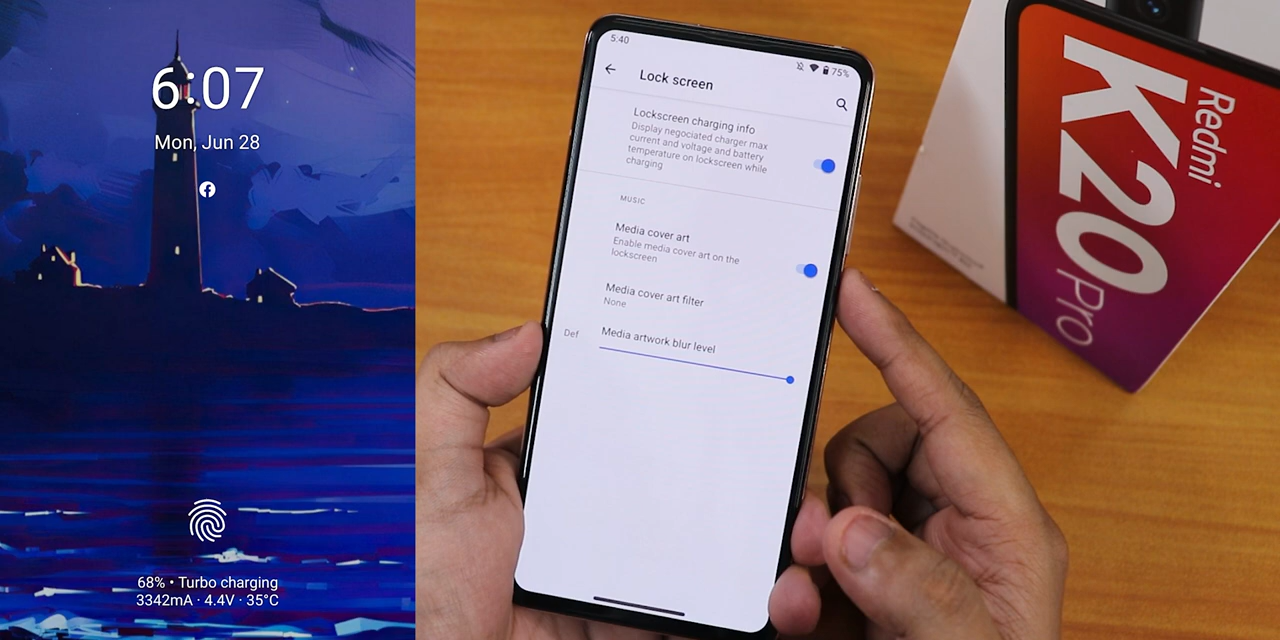 6:07
Mon, Jun 28
68% • Turbo charging
3342mA · 4.4V · 35°C
5:40
75%
Lock screen
Lockscreen charging info
Display negociated charger max
current and voltage and battery
temperature on lockscreen while
charging
MUSIC
Media cover art
Enable media cover art on the
lockscreen
Media cover art filter
None
Def
Media artwork blur level
Redmi
K20
Pro